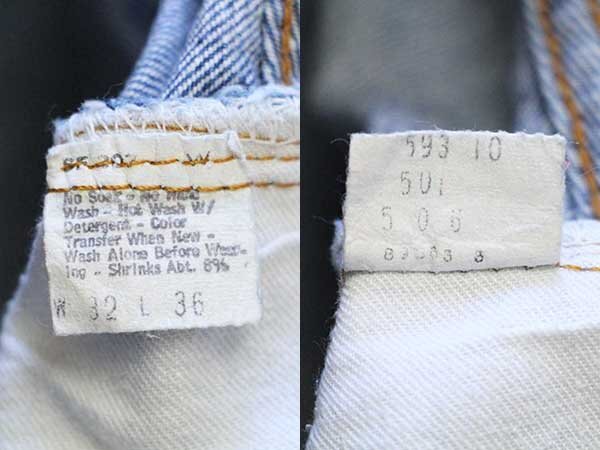 W
No Soak - No
Wash - Hot Wash W/
Detergent - Color
Transfer When New -
Wash Alone Before Wear-
ing - Shrinks Abt. 8%
W 32 L 36
593 10
501
5 0 6